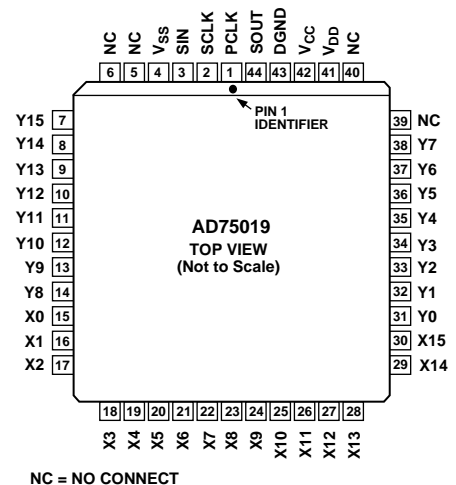 NC NC VSS SIN SCLK PCLK SOUT DGND VCC VDD NC
6 5 4 3 2 1 44 43 42 41 40
PIN 1
IDENTIFIER
Y15 7
Y14 8
Y13 9
Y12 10
Y11 11
Y10 12
Y9 13
Y8 14
X0 15
X1 16
X2 17
AD75019
TOP VIEW
(Not to Scale)
39 NC
38 Y7
37 Y6
36 Y5
35 Y4
34 Y3
33 Y2
32 Y1
31 Y0
30 X15
29 X14
18 19 20 21 22 23 24 25 26 27 28
X3 X4 X5 X6 X7 X8 X9 X10 X11 X12 X13
NC = NO CONNECT